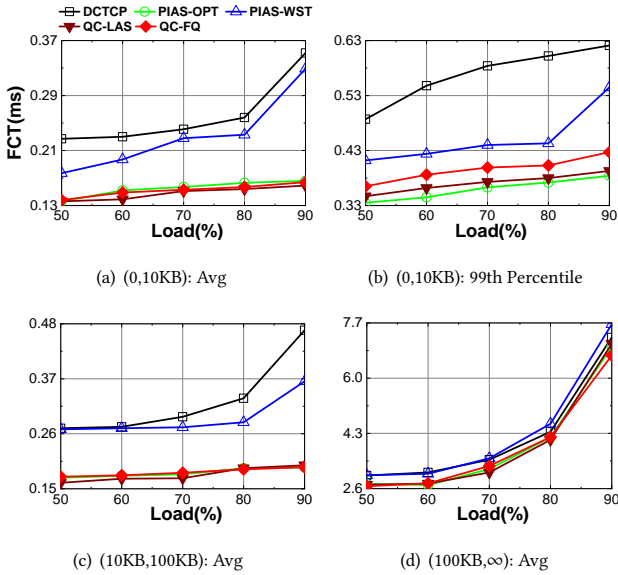 DCTCP PIAS-OPT PIAS-WST
QC-LAS QC-FQ
0.37
0.29
0.21
0.13
FCT(ms)
50 60 70 80 90
Load(%)
(a) (0,10KB): Avg
0.63
0.53
0.43
0.33
50 60 70 80 90
Load(%)
(b) (0,10KB): 99th Percentile
0.48
0.37
0.26
0.15
50 60 70 80 90
Load(%)
(c) (10KB,100KB): Avg
7.7
6.0
4.3
2.6
50 60 70 80 90
Load(%)
(d) (100KB,∞): Avg